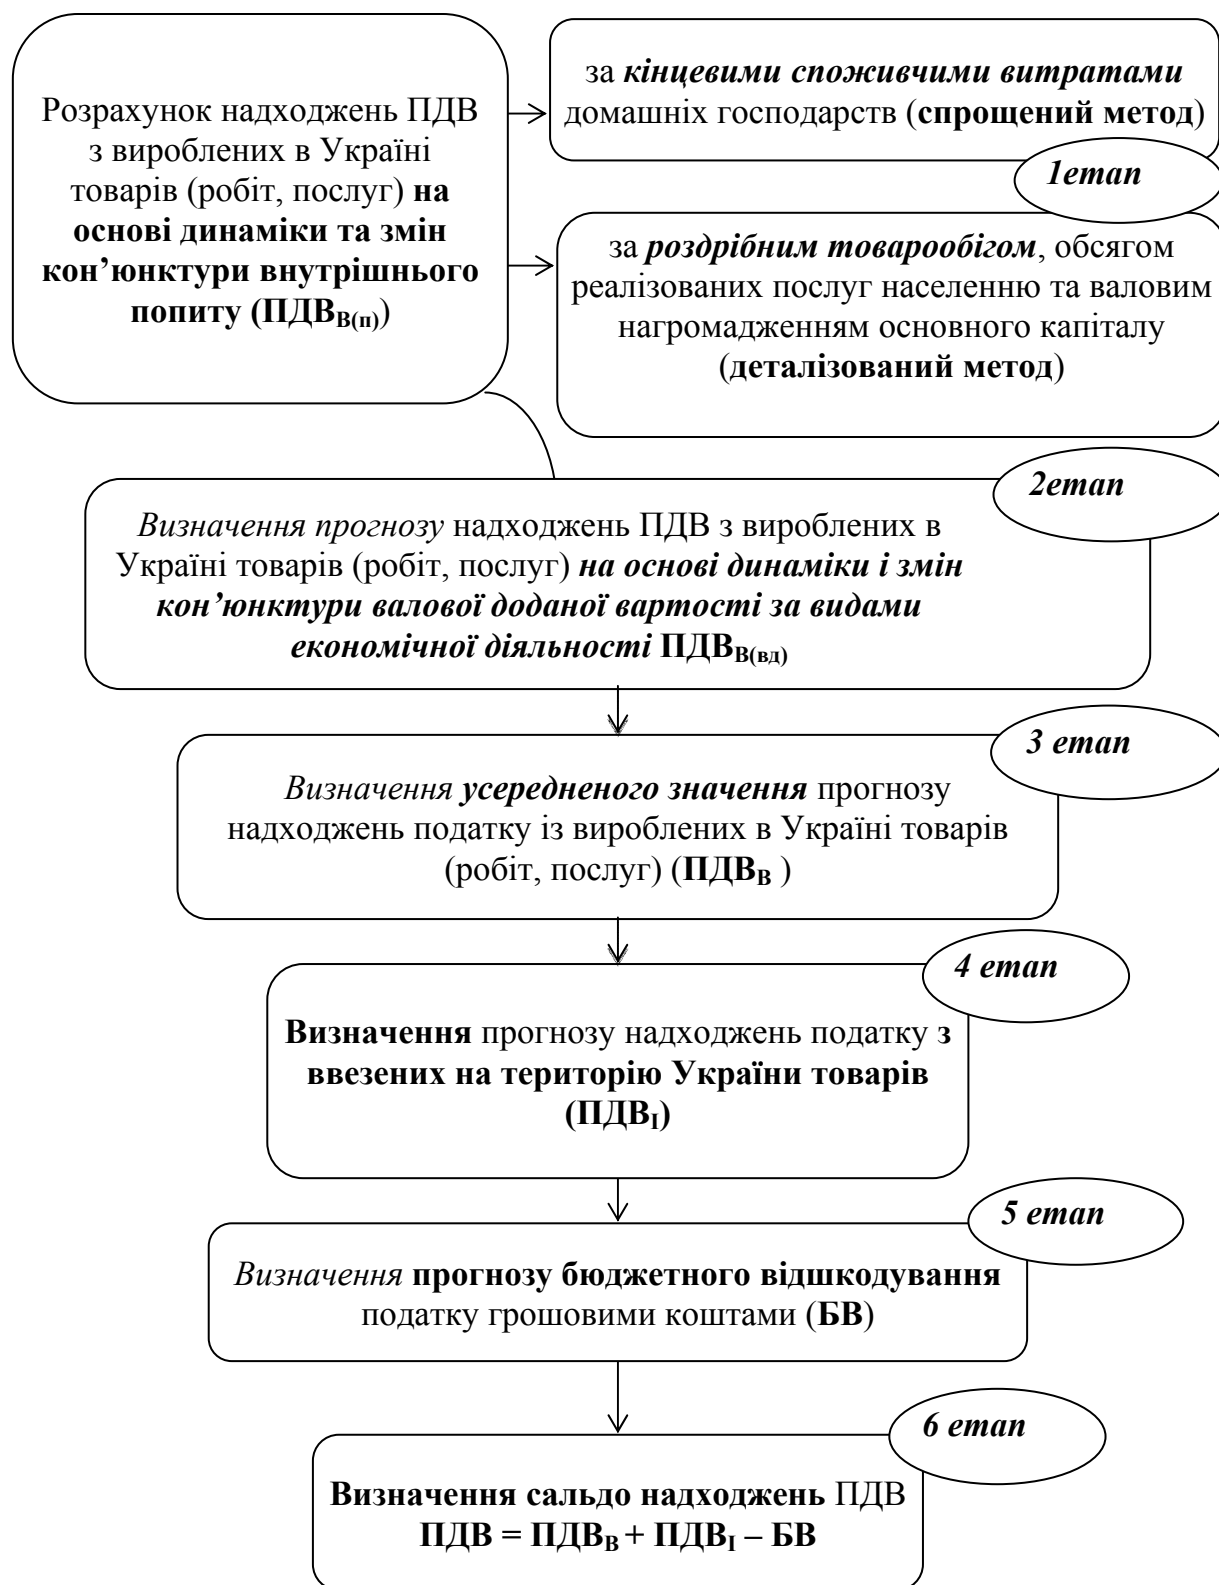 Розрахунок надходжень ПДВ
з вироблених в Україні
товарів (робіт, послуг) на
основі динаміки та змін
кон’юнктури внутрішнього
попиту (ПДВВ(п))
за кінцевими споживчими витратами
домашніх господарств (спрощений метод)
1етап
за роздрібним товарообігом, обсягом
реалізованих послуг населенню та валовим
нагромадженням основного капіталу
(деталізований метод)
2етап
Визначення прогнозу надходжень ПДВ з вироблених в
Україні товарів (робіт, послуг) на основі динаміки і змін
кон’юнктури валової доданої вартості за видами
економічної діяльності ПДВВ(вд)
3 етап
Визначення усередненого значення прогнозу
надходжень податку із вироблених в Україні товарів
(робіт, послуг) (ПДВВ )
4 етап
Визначення прогнозу надходжень податку з
ввезених на територію України товарів
(ПДВІ)
5 етап
Визначення прогнозу бюджетного відшкодування
податку грошовими коштами (БВ)
6 етап
Визначення сальдо надходжень ПДВ
ПДВ = ПДВВ + ПДВІ – БВ